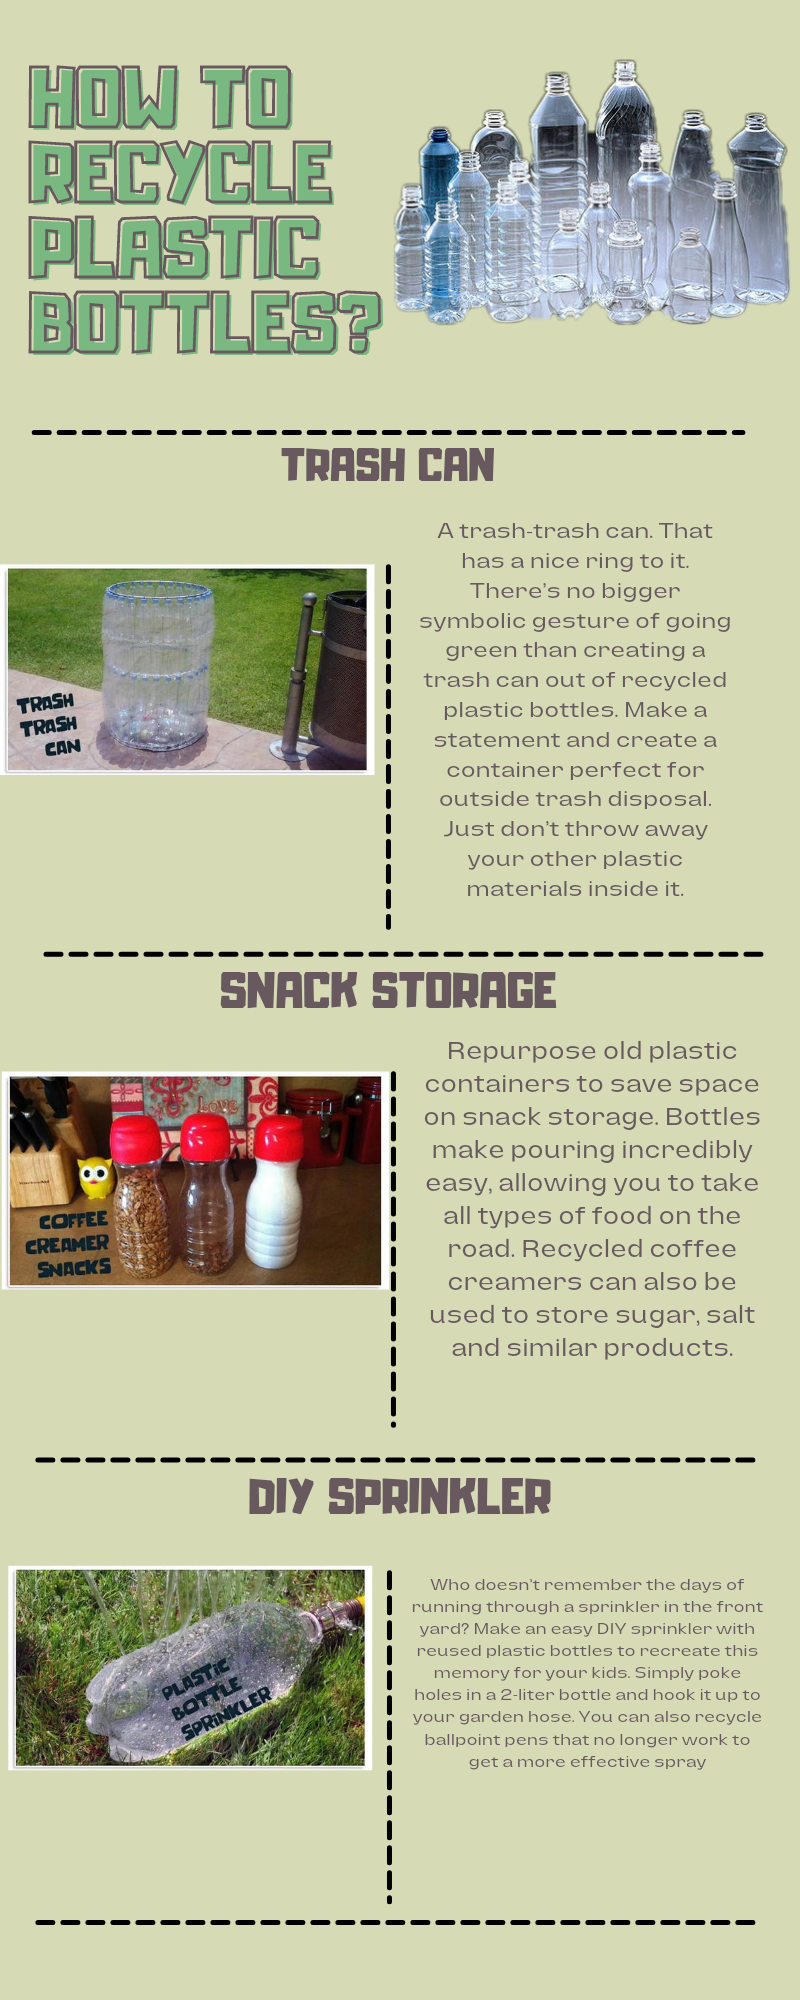 HOW TO
RECYCLE
PLASTIC
BOTTLES?
TRASH CAN
TRASH
TRASH
CAN
A trash-trash can. That
has a nice ring to it.
There's no bigger
symbolic gesture of going
green than creating a
trash can out of recycled
plastic bottles. Make a
statement and create a
container perfect for
outside trash disposal.
Just don't throw away
your other plastic
materials inside it.
SNACK STORAGE
LOVE
COFFEE
CREAMER
SNACKS
Repurpose old plastic
containers to save space
on snack storage. Bottles
make pouring incredibly
easy, allowing you to take
all types of food on the
road. Recycled coffee
creamers can also be
used to store sugar, salt
and similar products.
DIY SPRINKLER
PLASTIC
BOTTLE
SPRINKLER
Who doesn't remember the days of
running through a sprinkler in the front
yard? Make an easy DIY sprinkler with
reused plastic bottles to recreate this
memory for your kids. Simply poke
holes in a 2-liter bottle and hook it up to
your garden hose. You can also recycle
ballpoint pens that no longer work to
get a more effective spray